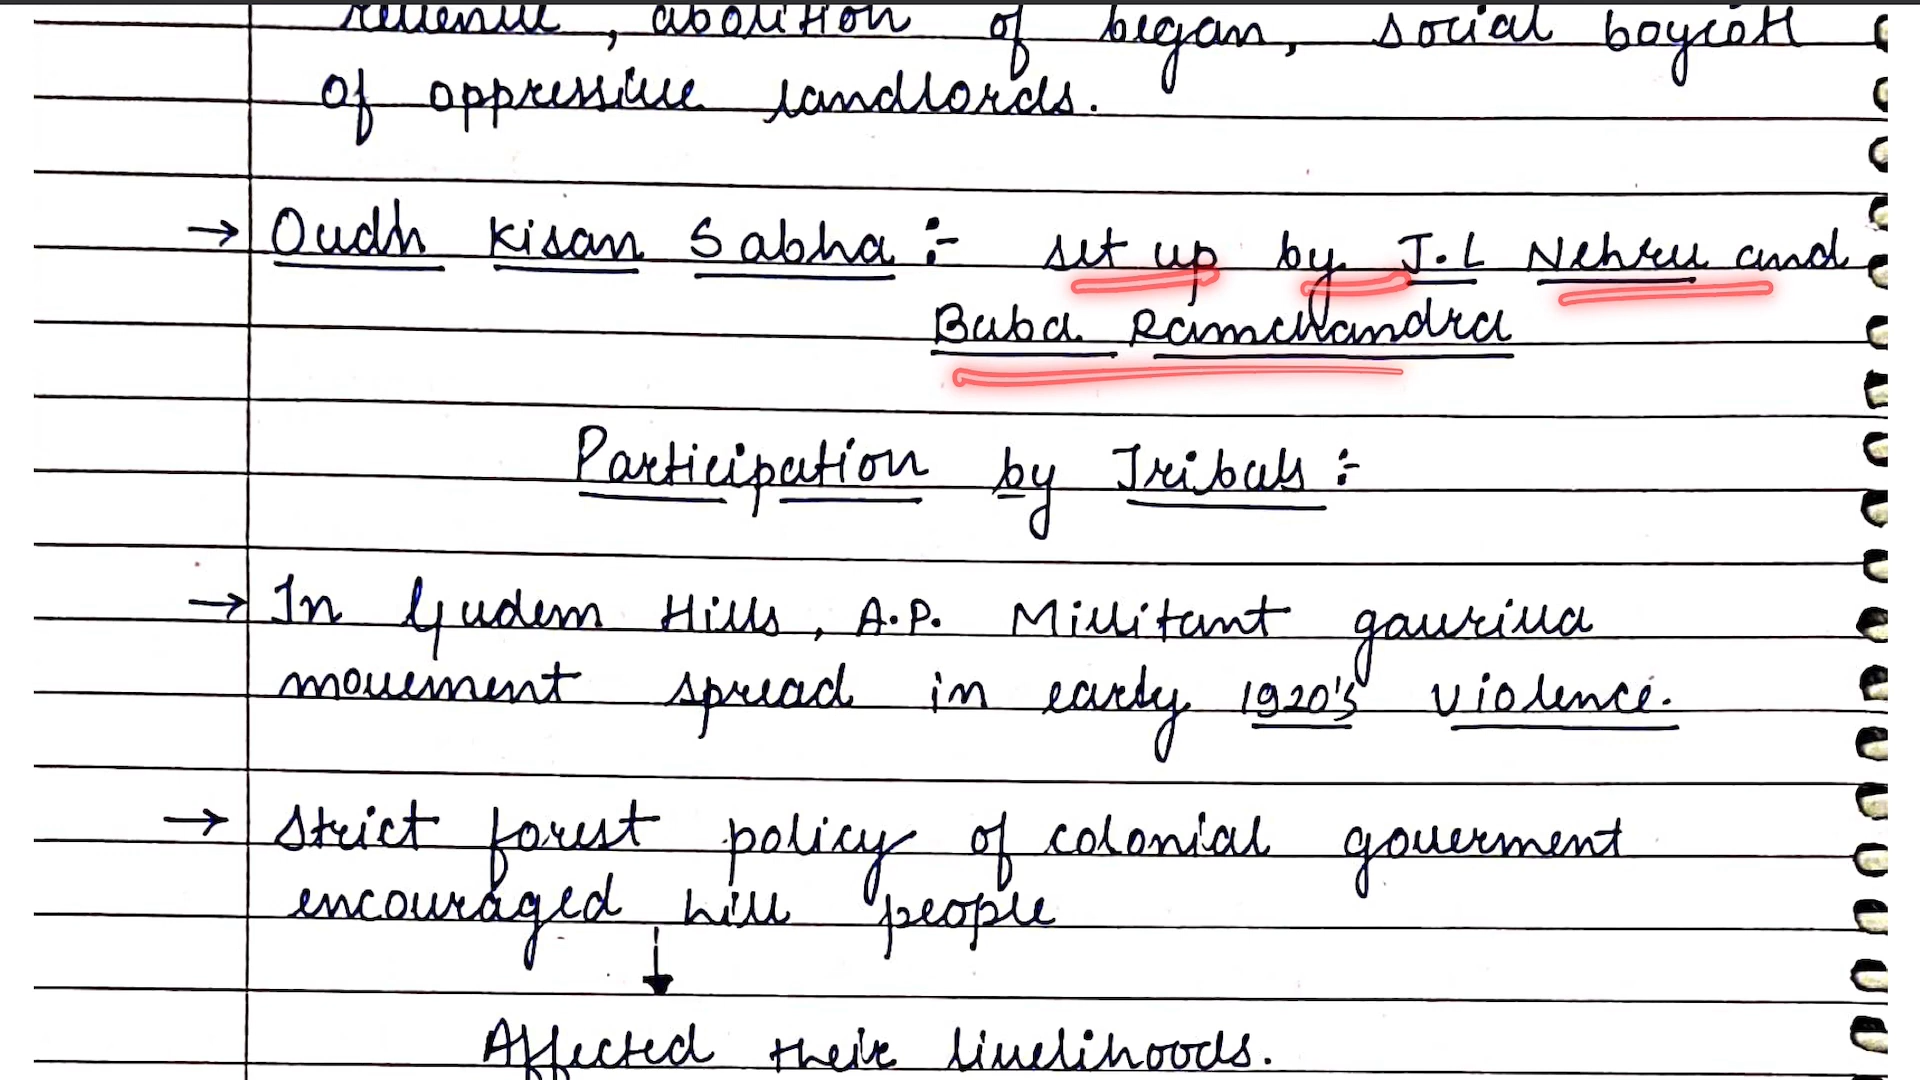 revenue, abolition of began, social boycott
of oppressive landlords.
→ Oudh Kisan Sabha :- set up by J.L Nehru and
Baba Ramchandra
Participation by Tribals :-
→ In Gudem Hills, A.P. Millitant gaurilla
movement spread in early 1920's violence.
→ Strict forest policy of colonial government
encouraged hill people
↓
Affected their livelihoods.